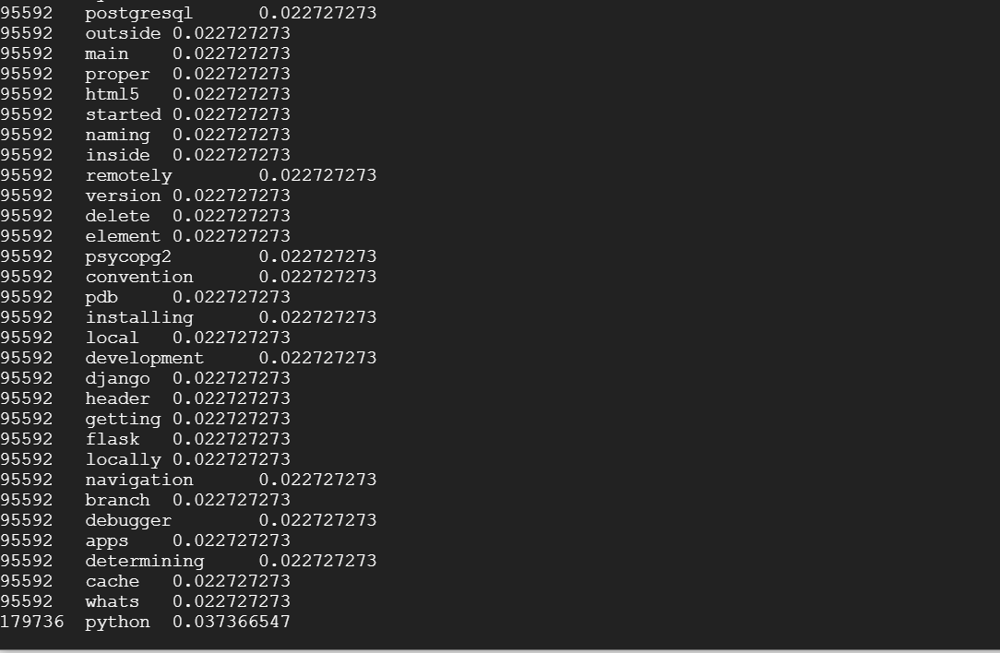 95592 postgresql 0.022727273
95592 outside 0.022727273
95592 main 0.022727273
95592 proper 0.022727273
95592 html5 0.022727273
95592 started 0.022727273
95592 naming 0.022727273
95592 inside 0.022727273
95592 remotely 0.022727273
95592 version 0.022727273
95592 delete 0.022727273
95592 element 0.022727273
95592 psycopg2 0.022727273
95592 convention 0.022727273
95592 pdb 0.022727273
95592 installing 0.022727273
95592 local 0.022727273
95592 development 0.022727273
95592 django 0.022727273
95592 header 0.022727273
95592 getting 0.022727273
95592 flask 0.022727273
95592 locally 0.022727273
95592 navigation 0.022727273
95592 branch 0.022727273
95592 debugger 0.022727273
95592 apps 0.022727273
95592 determining 0.022727273
95592 cache 0.022727273
95592 whats 0.022727273
179736 python 0.037366547